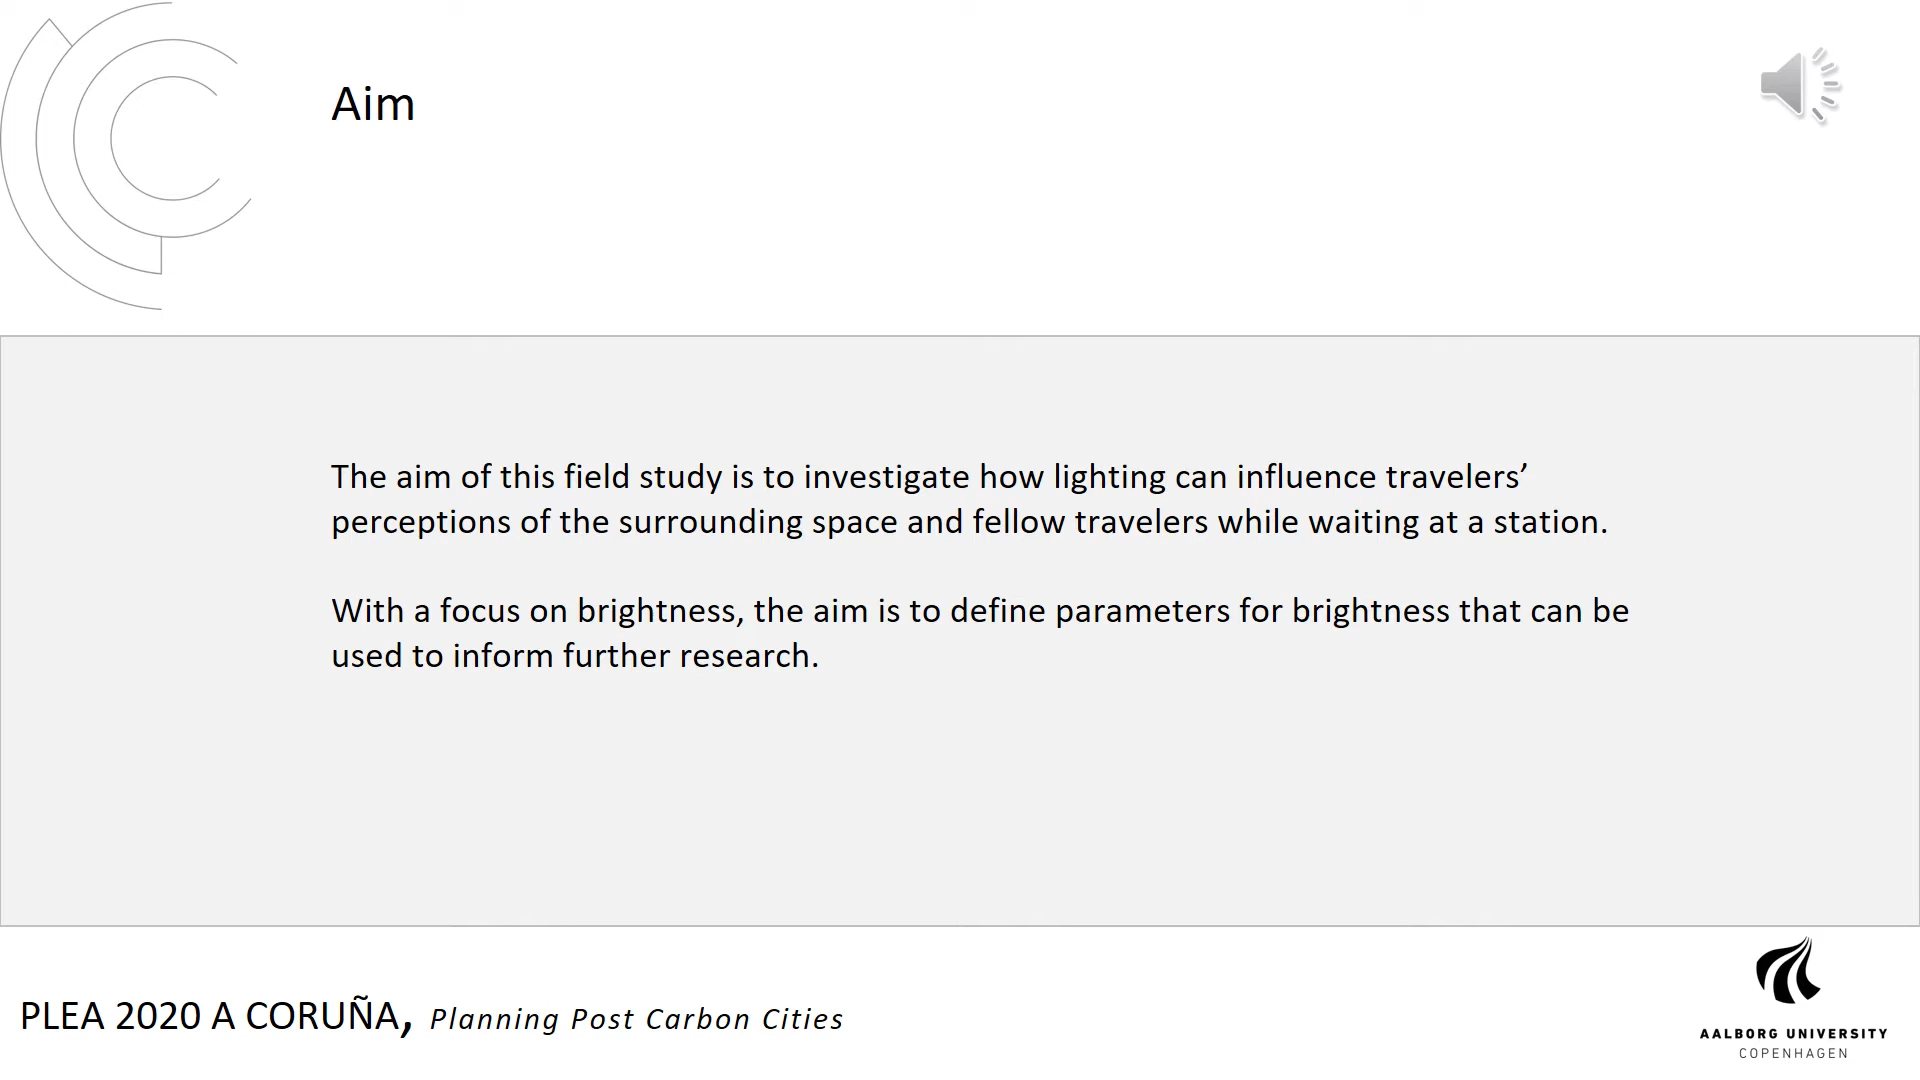 Aim
The aim of this field study is to investigate how lighting can influence travelers’
perceptions of the surrounding space and fellow travelers while waiting at a station.
With a focus on brightness, the aim is to define parameters for brightness that can be
used to inform further research.
PLEA 2020 A CORUÑA, Planning Post Carbon Cities
AALBORG UNIVERSITY
COPENHAGEN